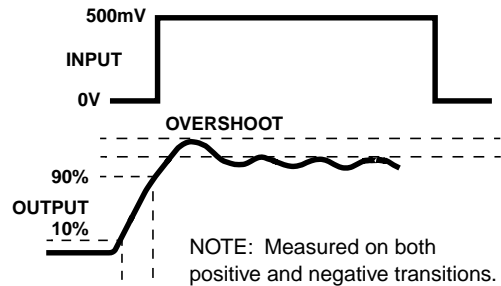 500mV
INPUT
0V
OVERSHOOT
90%
OUTPUT
10%
NOTE: Measured on both
positive and negative transitions.